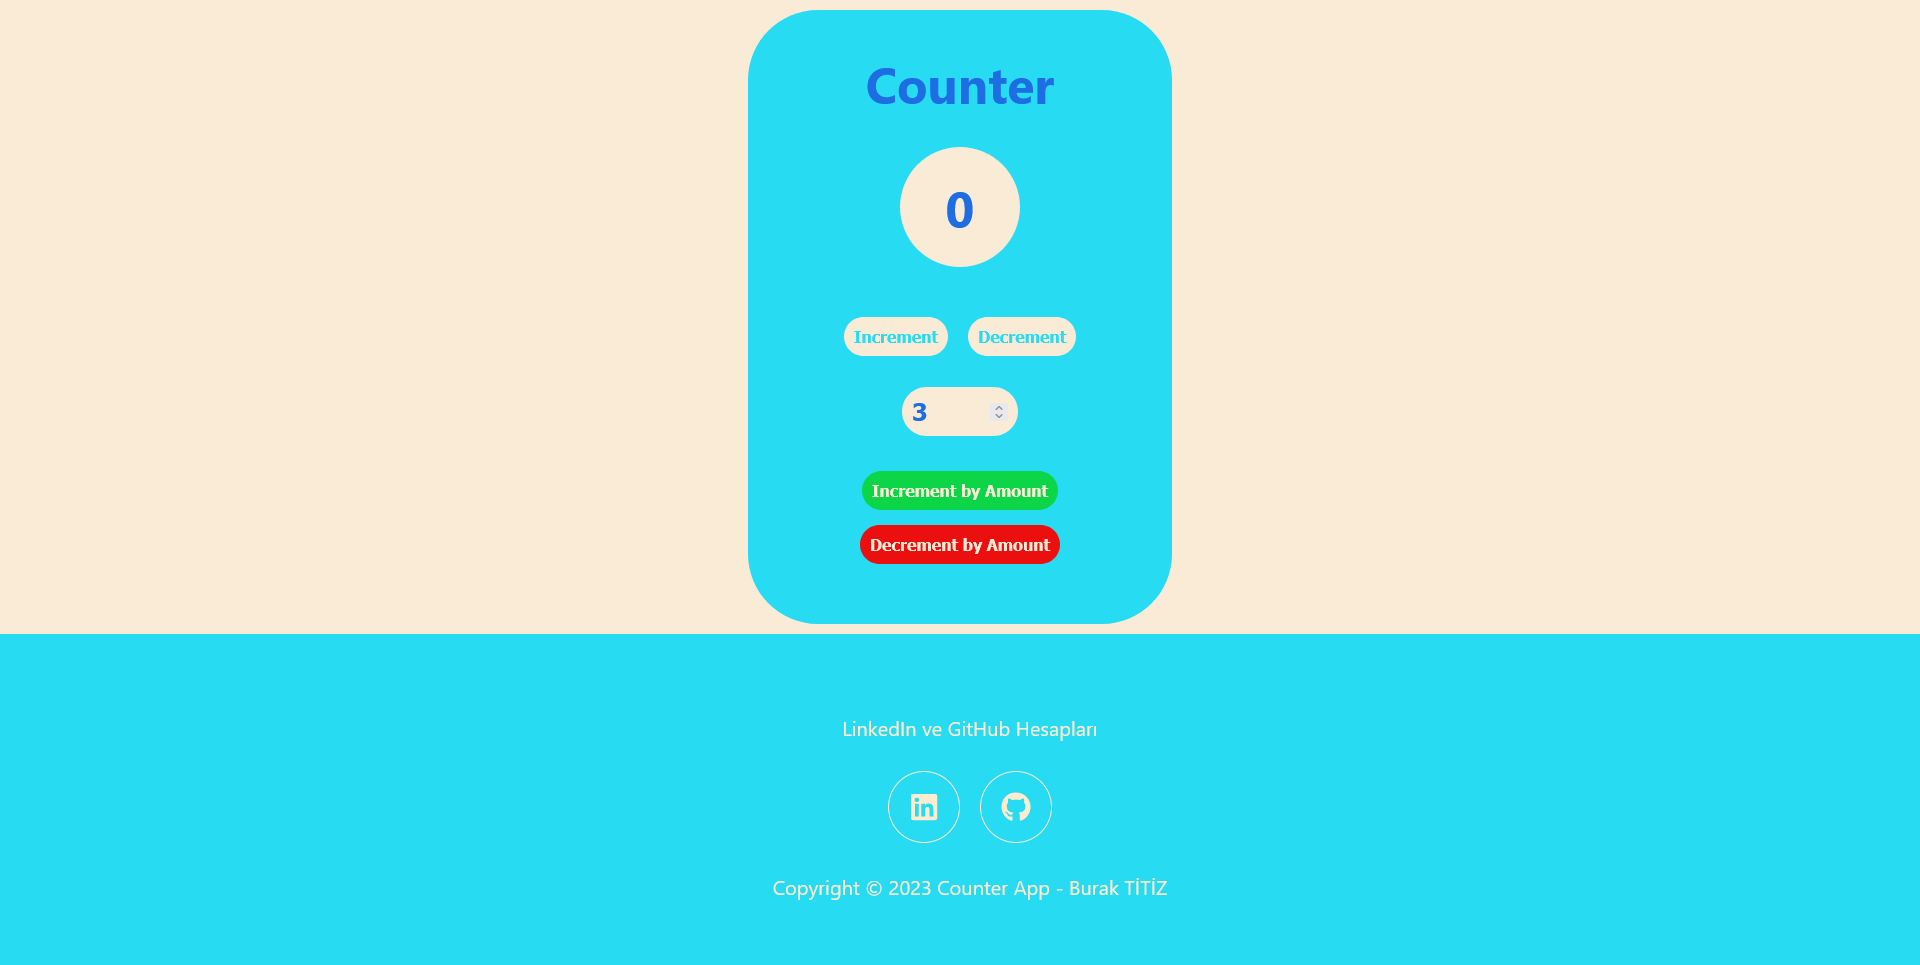 Counter
0
Increment Decrement
3
Increment by Amount
Decrement by Amount
LinkedIn ve GitHub Hesapları
in
Copyright © 2023 Counter App - Burak TİTİZ